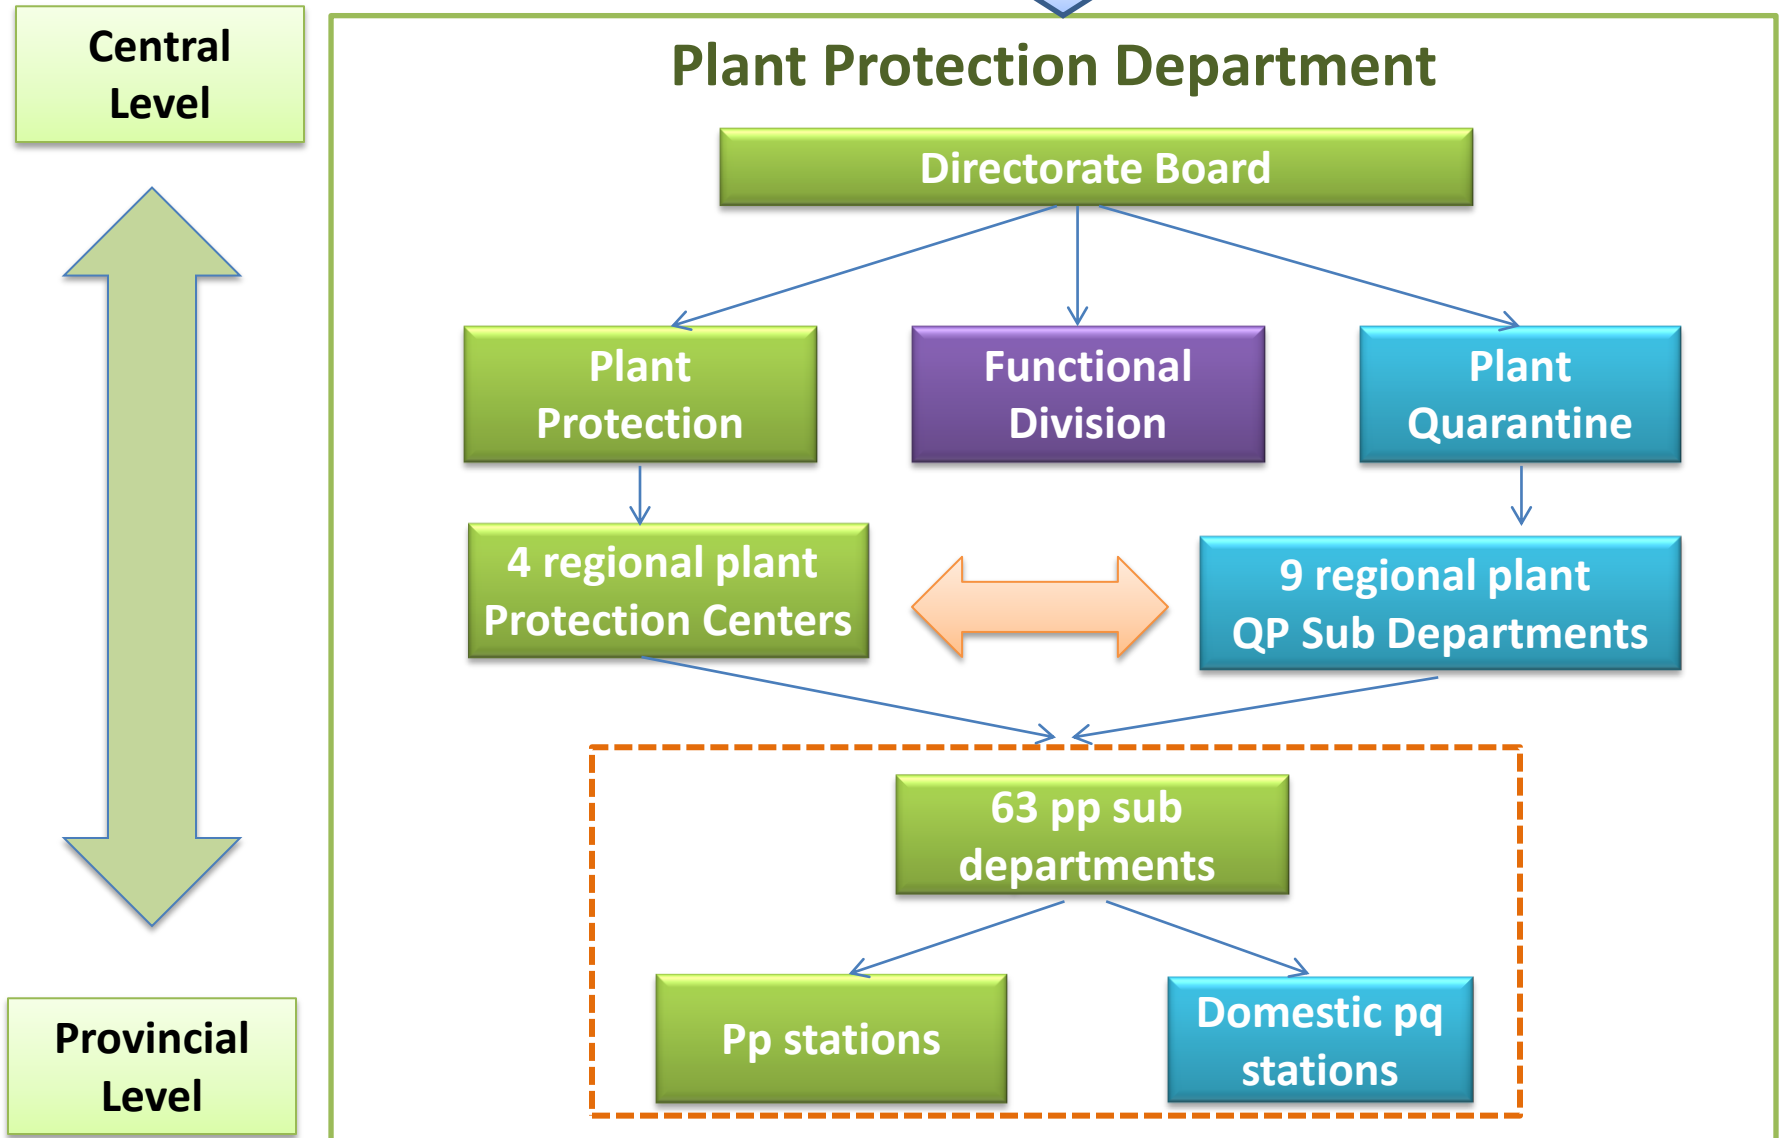 Central
Level
Plant Protection Department
Directorate Board
Plant
Protection
Functional
Division
Plant
Quarantine
4 regional plant
Protection Centers
9 regional plant
QP Sub Departments
63 pp sub
departments
Pp stations
Domestic pq
stations
Provincial
Level